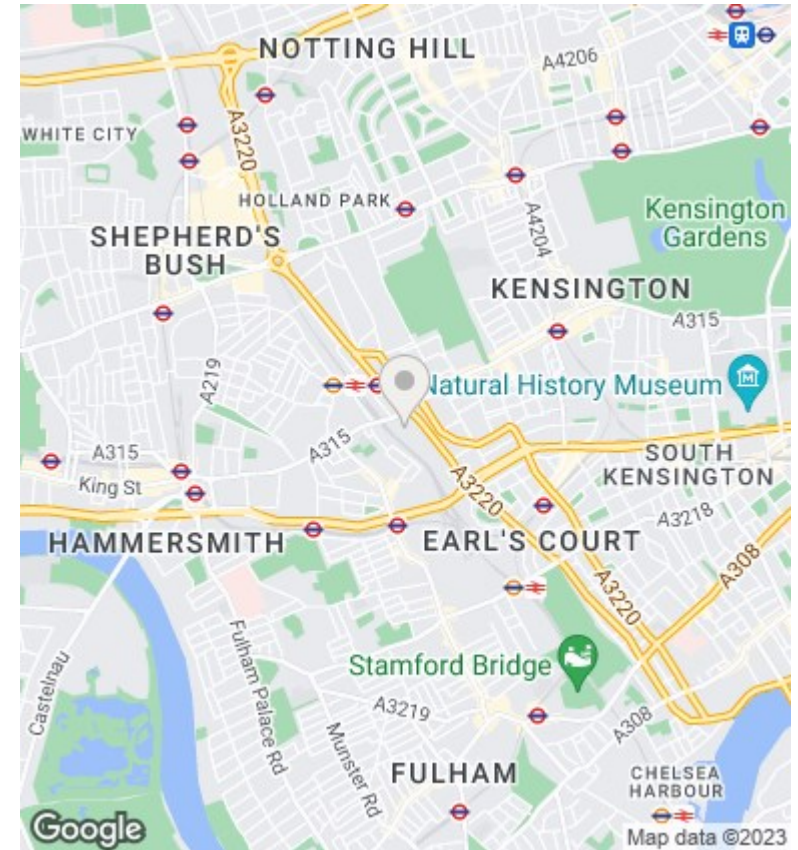 NOTTING HILL
A4206
WHITE CITY
A3220
HOLLAND PARK
A4204
Kensington
Gardens
SHEPHERD'S
BUSH
KENSINGTON
A315
A219
Natural History Museum
A315
A315
King St
SOUTH
KENSINGTON
A3220
A3218
HAMMERSMITH
EARL'S COURT
A308
A3220
Castelnau
Fulham Palace Rd
Stamford Bridge
A3219
Munster Rd
A308
FULHAM
CHELSEA
HARBOUR
Google
Map data ©2023